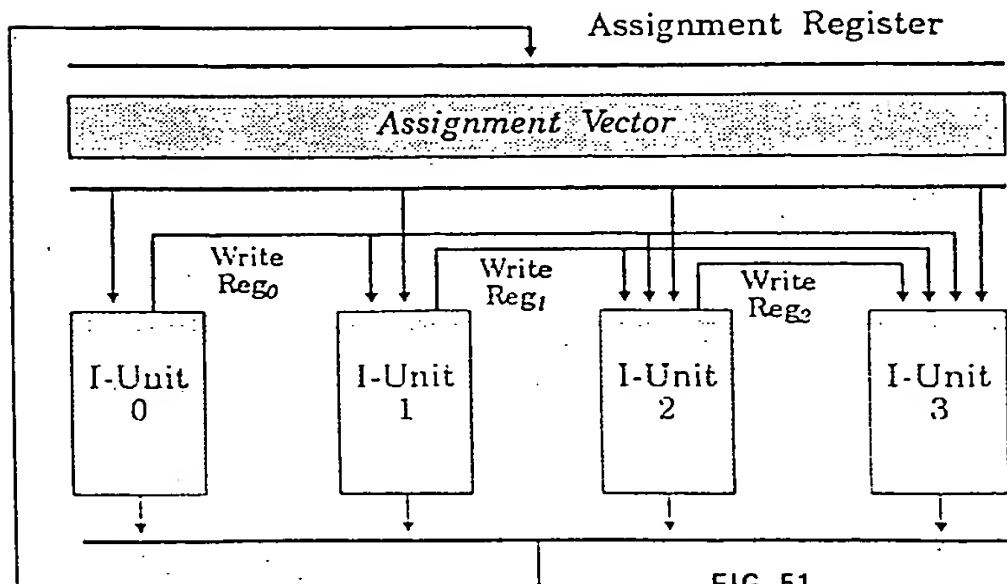 Assignment Register
Assignment Vector
Write
Reg0
Write
Reg1
Write
Reg2
I-Unit
0
I-Unit
1
I-Unit
2
I-Unit
3
FIG 51